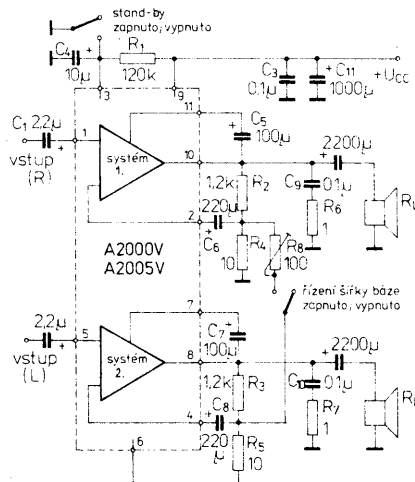 stand-by
zapnuto; vypnuto
C4
10µ
R1
120k
C3
0,1µ
C11
1000µ
+Ucc
3
9
11
C1 2,2µ
vstup
(R)
1
systém
1.
C5
100µ
10
2200µ
1,2k
R2
C9
0,1µ
2
220µ
C6
R4
10
R8
100
R6
1
RL
A2000V
A2005V
řízení šířky báze
zapnuto; vypnuto
7
C7
100µ
2,2µ
vstup
(L)
5
systém
2.
8
2200µ
1,2k
R3
C10
0,1µ
4
C8
220
µ
R5
10
R7
1
RL
6